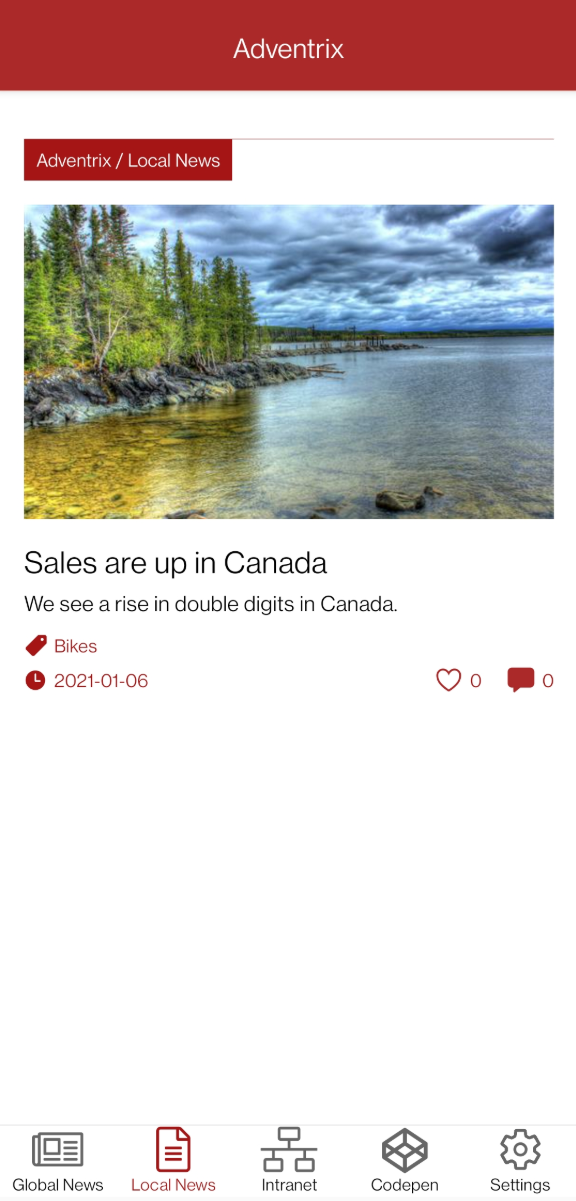 Adventrix
Adventrix / Local News
Sales are up in Canada
We see a rise in double digits in Canada.
Bikes
2021-01-06 0 0
Global News Local News Intranet Codepen Settings